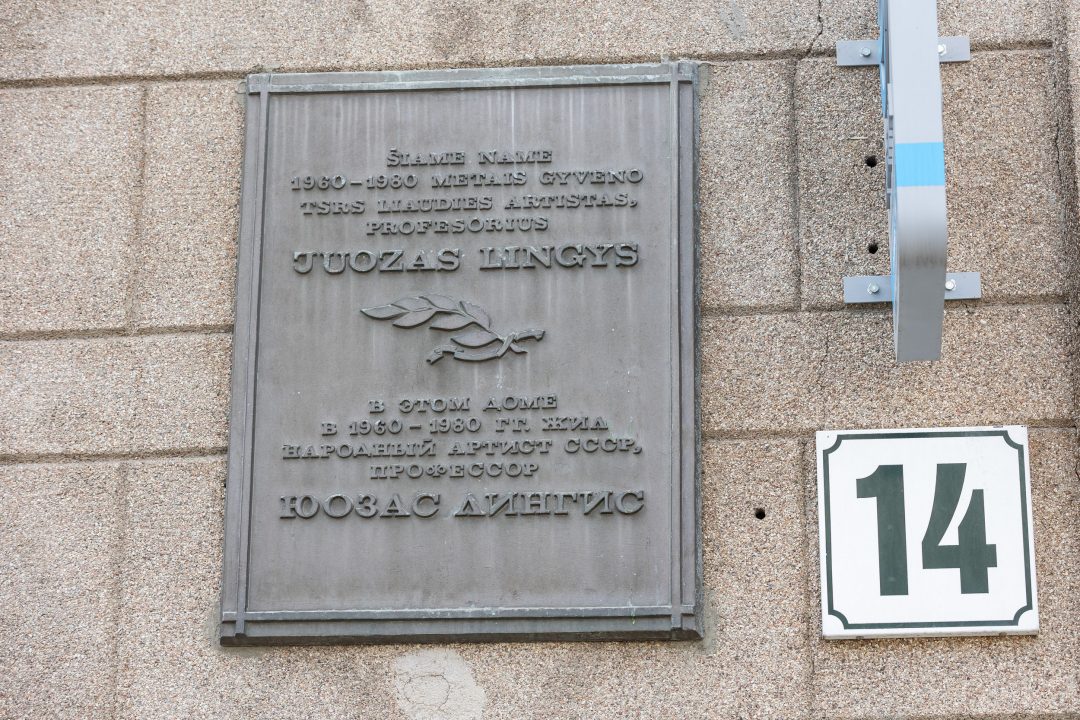 ŠIAME NAME
1960–1980 METAIS GYVENO
TSRS LIAUDIES ARTISTAS,
PROFESORIUS
JUOZAS LINGYS
В ЭТОМ ДОМЕ
В 1960–1980 ГГ. ЖИЛ
НАРОДНЫЙ АРТИСТ СССР,
ПРОФЕССОР
ЮОЗАС ЛИНГИС
14